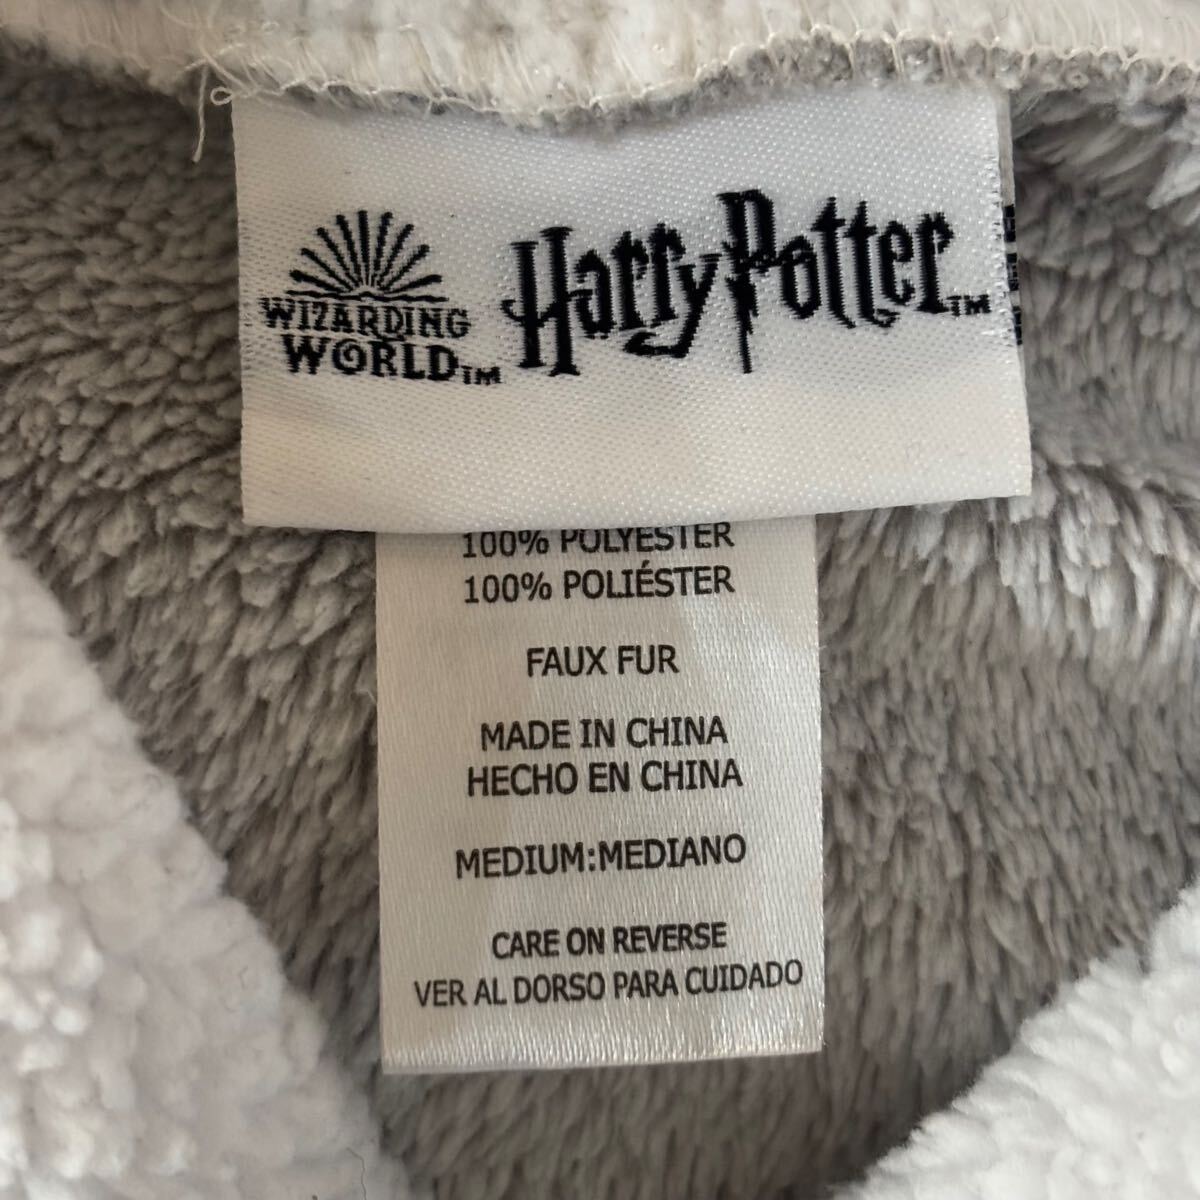 WIZARDING
WORLD™
Harry Potter™
100% POLYESTER
100% POLIÉSTER
FAUX FUR
MADE IN CHINA
HECHO EN CHINA
MEDIUM:MEDIANO
CARE ON REVERSE
VER AL DORSO PARA CUIDADO